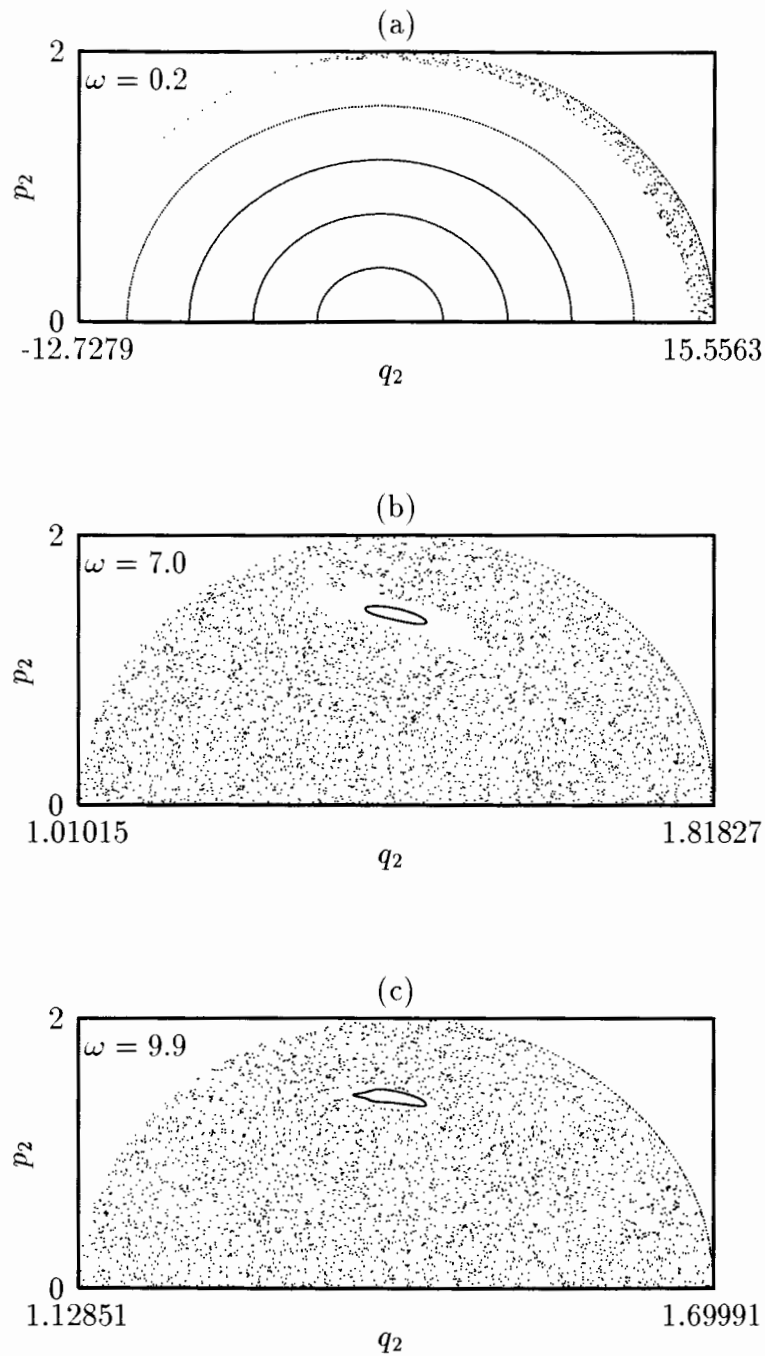 (a)
2
ω = 0.2
p₂
0
-12.7279
15.5563
q₂
(b)
2
ω = 7.0
p₂
0
1.01015
1.81827
q₂
(c)
2
ω = 9.9
p₂
0
1.12851
1.69991
q₂